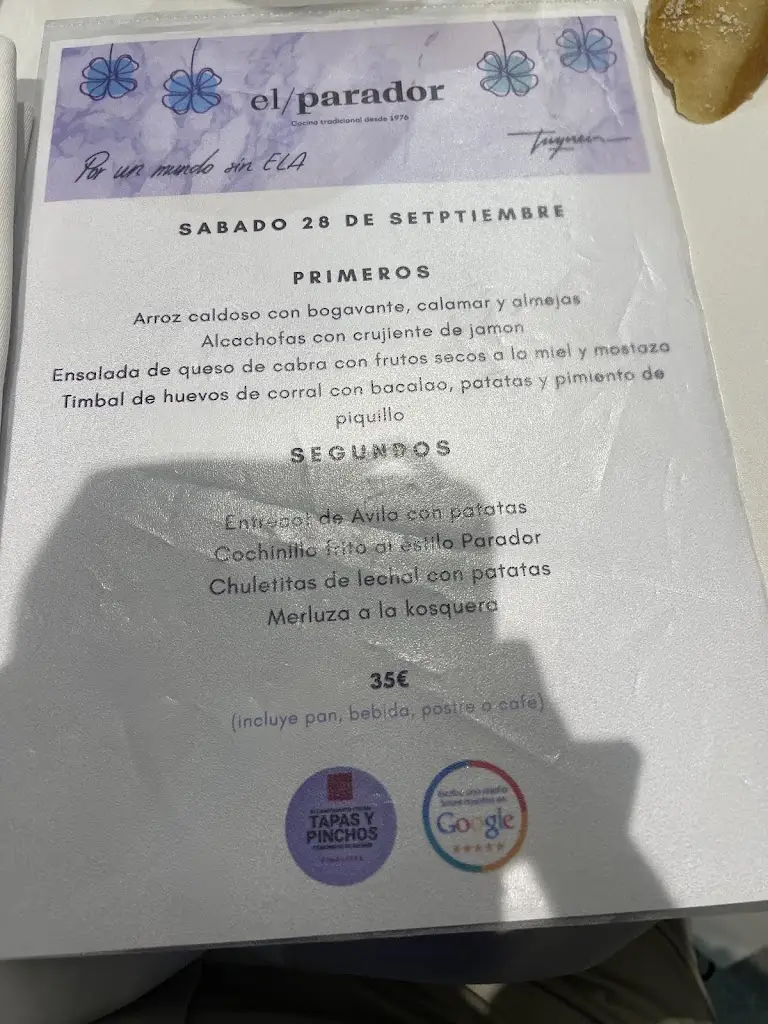 el/parador
Cocina tradicional desde 1976
Por un mundo sin ELA
SABADO 28 DE SETPTIEMBRE
PRIMEROS
Arroz caldoso con bogavante, calamar y almejas
Alcachofas con crujiente de jamon
Ensalada de queso de cabra con frutos secos a la miel y mostaza
Timbal de huevos de corral con bacalao, patatas y pimiento de
piquillo
SEGUNDOS
Entrecot de Avila con patatas
Cochinillo frito al estilo Parador
Chuletitas de lechal con patatas
Merluza a la kosquera
35€
(incluye pan, bebida, postre o café)
TAPAS Y
PINCHOS
Google